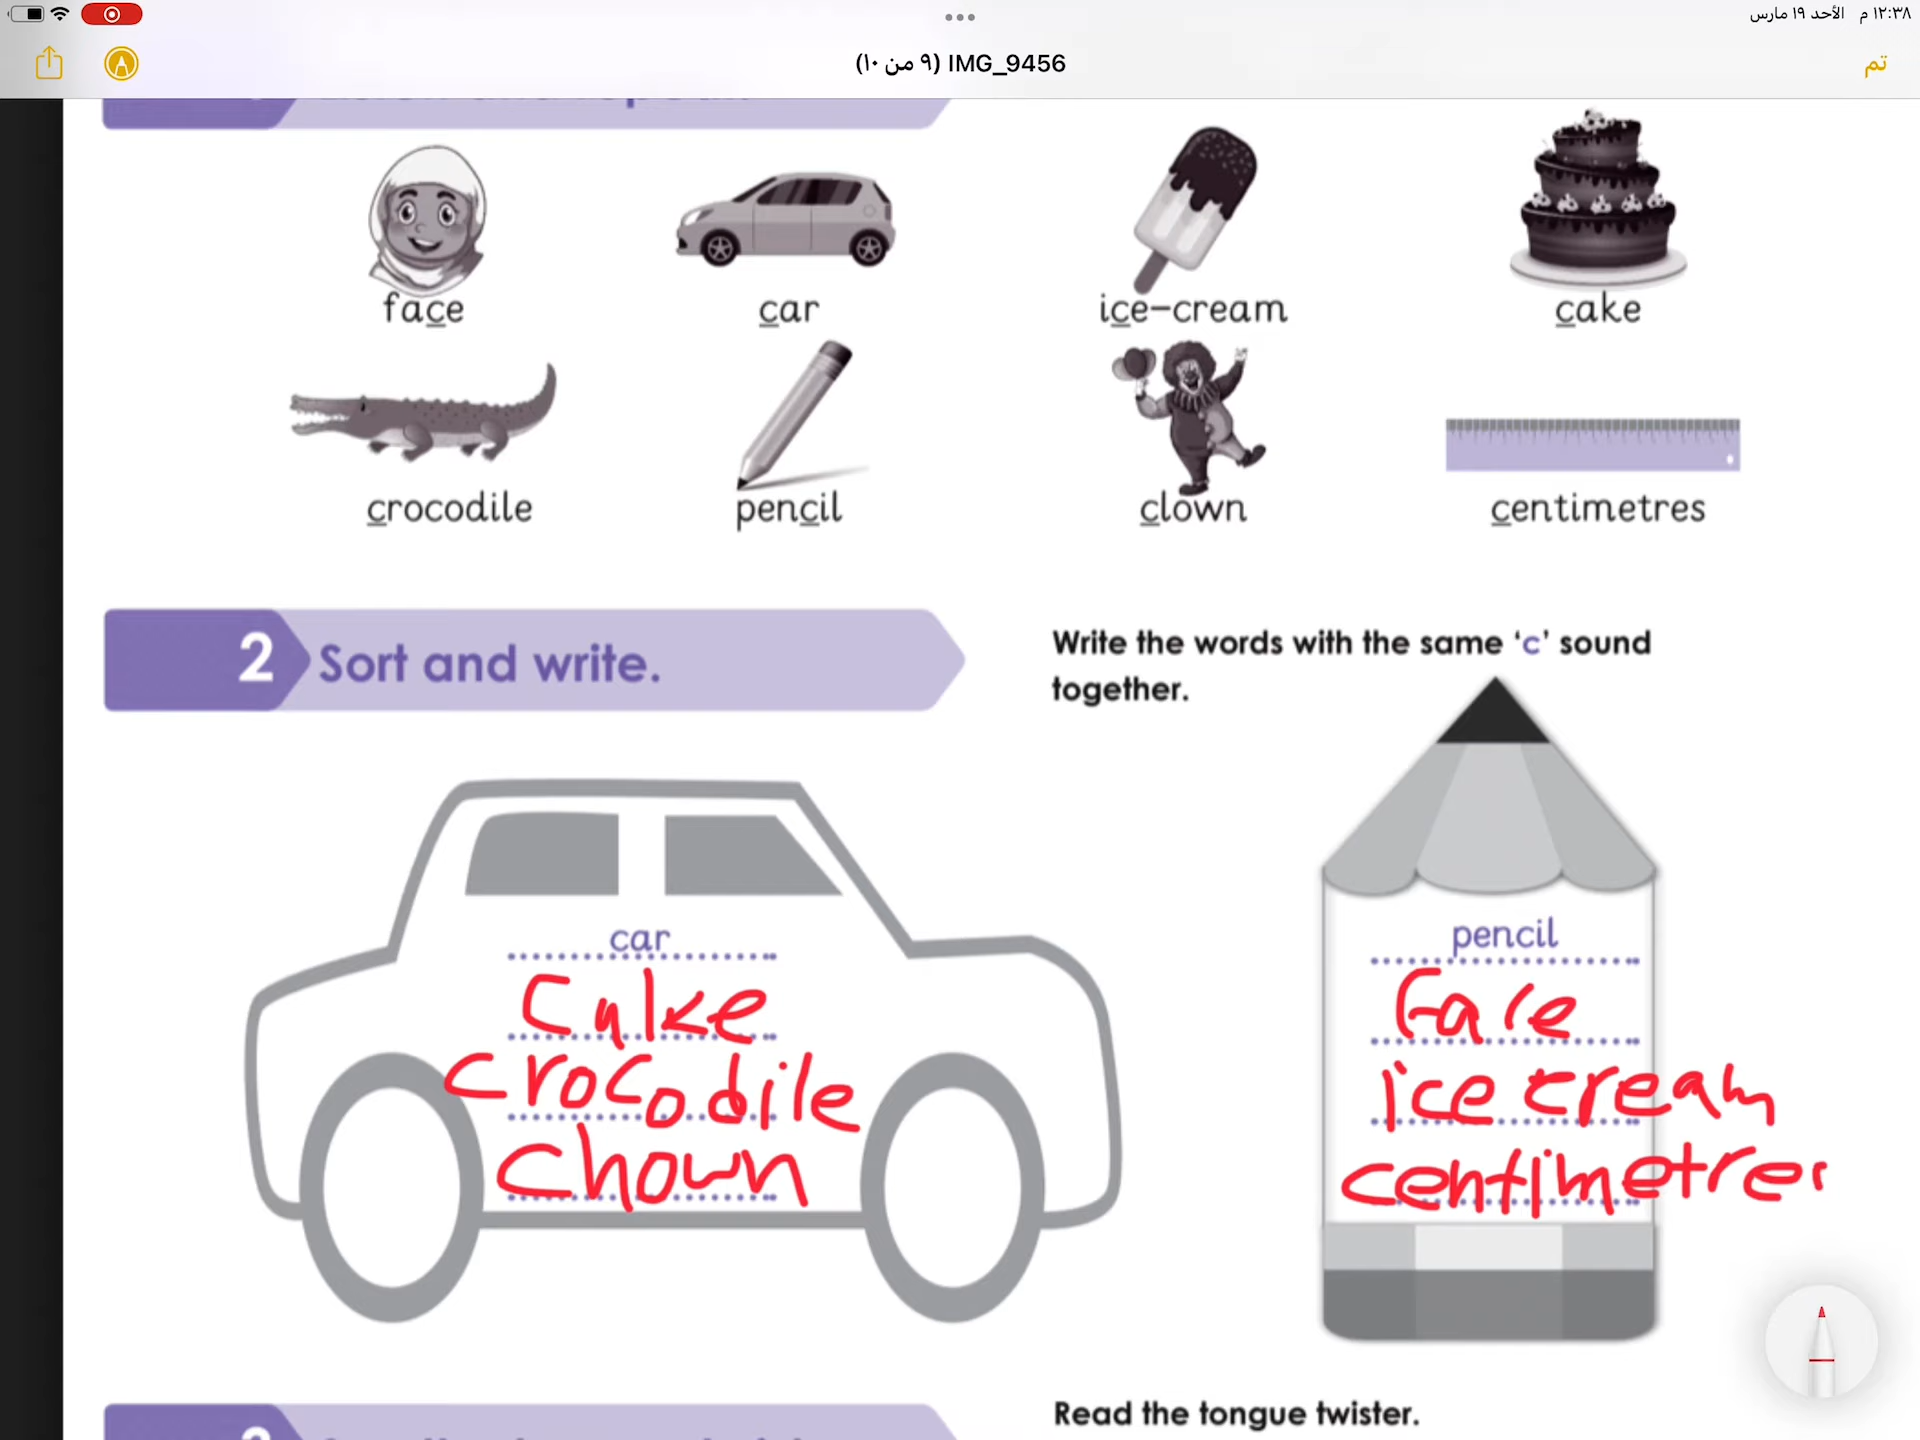 ١٢:٣٨ م الأحد ١٩ مارس
IMG_9456 (٩ من ١٠)
تم
face car ice-cream cake
crocodile pencil clown centimetres
2 Sort and write.
Write the words with the same ‘c’ sound
together.
car
Cake
crocodile
chown
pencil
Face
ice cream
centimetres
Read the tongue twister.